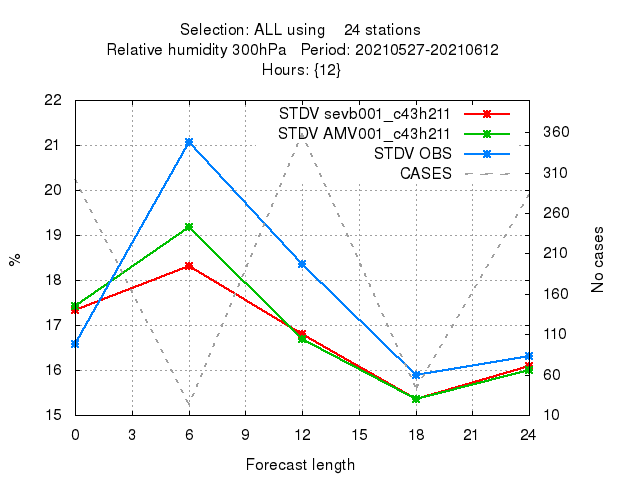 Selection: ALL using    24 stations
Relative humidity 300hPa   Period: 20210527-20210612
Hours: {12}
STDV sevb001_c43h211
STDV AMV001_c43h211
STDV OBS
CASES
22
21
20
19
18
17
16
15
%
360
310
260
210
160
110
60
10
No cases
0 3 6 9 12 15 18 21 24
Forecast length